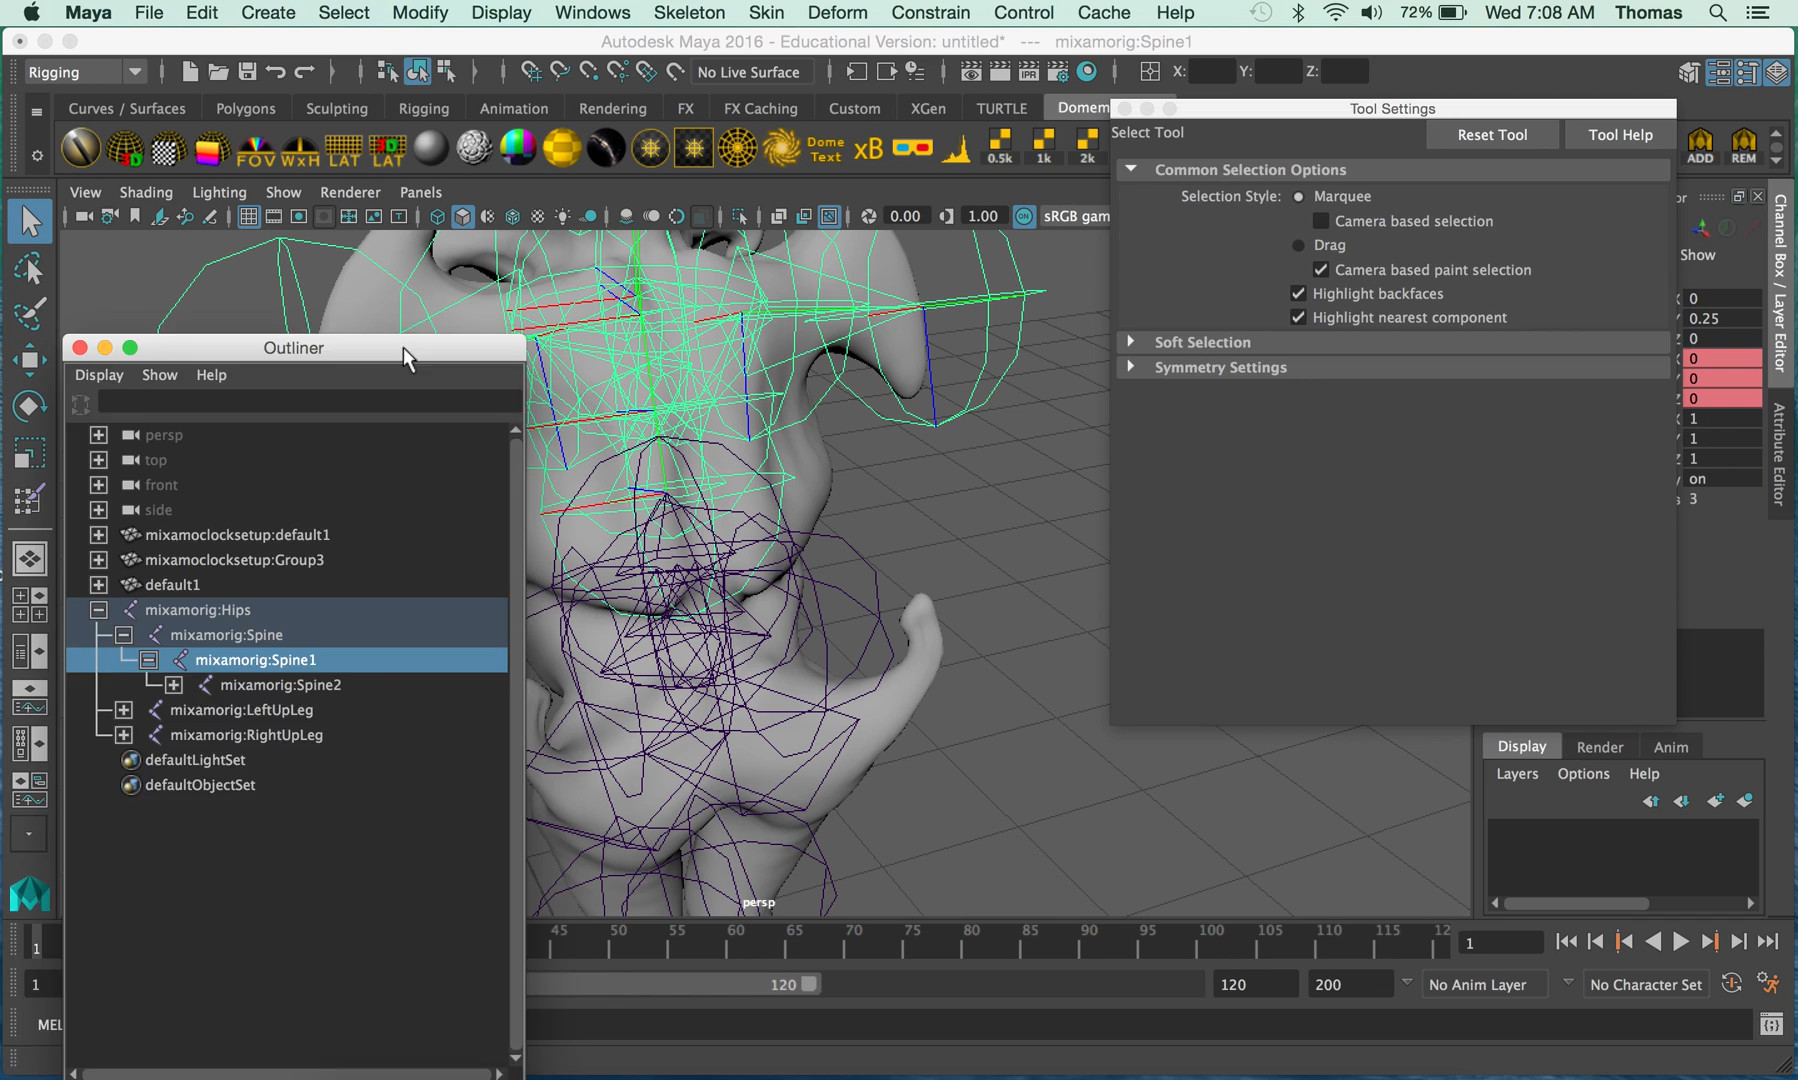 Maya File Edit Create Select Modify Display Windows Skeleton Skin Deform Constrain Control Cache Help 72% Wed 7:08 AM Thomas
Autodesk Maya 2016 - Educational Version: untitled* --- mixamorig:Spine1
Rigging No Live Surface X: Y: Z:
Curves / Surfaces Polygons Sculpting Rigging Animation Rendering FX FX Caching Custom XGen TURTLE Domem
Tool Settings
Select Tool Reset Tool Tool Help
3D FOV WxH LAT 3D LAT Dome Text xB 0.5k 1k 2k ADD REM
Common Selection Options
View Shading Lighting Show Renderer Panels
Selection Style: Marquee
0.00 1.00 ON sRGB gam
Camera based selection
Drag
Camera based paint selection
Highlight backfaces
Highlight nearest component
Soft Selection
Symmetry Settings
or
Show
0
0.25
0
0
0
0
1
1
1
on
3
Channel Box / Layer Editor
Attribute Editor
Outliner
Display Show Help
persp
top
front
side
mixamoclocksetup:default1
mixamoclocksetup:Group3
default1
mixamorig:Hips
mixamorig:Spine
mixamorig:Spine1
mixamorig:Spine2
mixamorig:LeftUpLeg
mixamorig:RightUpLeg
defaultLightSet
defaultObjectSet
persp
Display Render Anim
Layers Options Help
1 45 50 55 60 65 70 75 80 85 90 95 100 105 110 115 12 1
1 120 120 200 No Anim Layer No Character Set
MEL